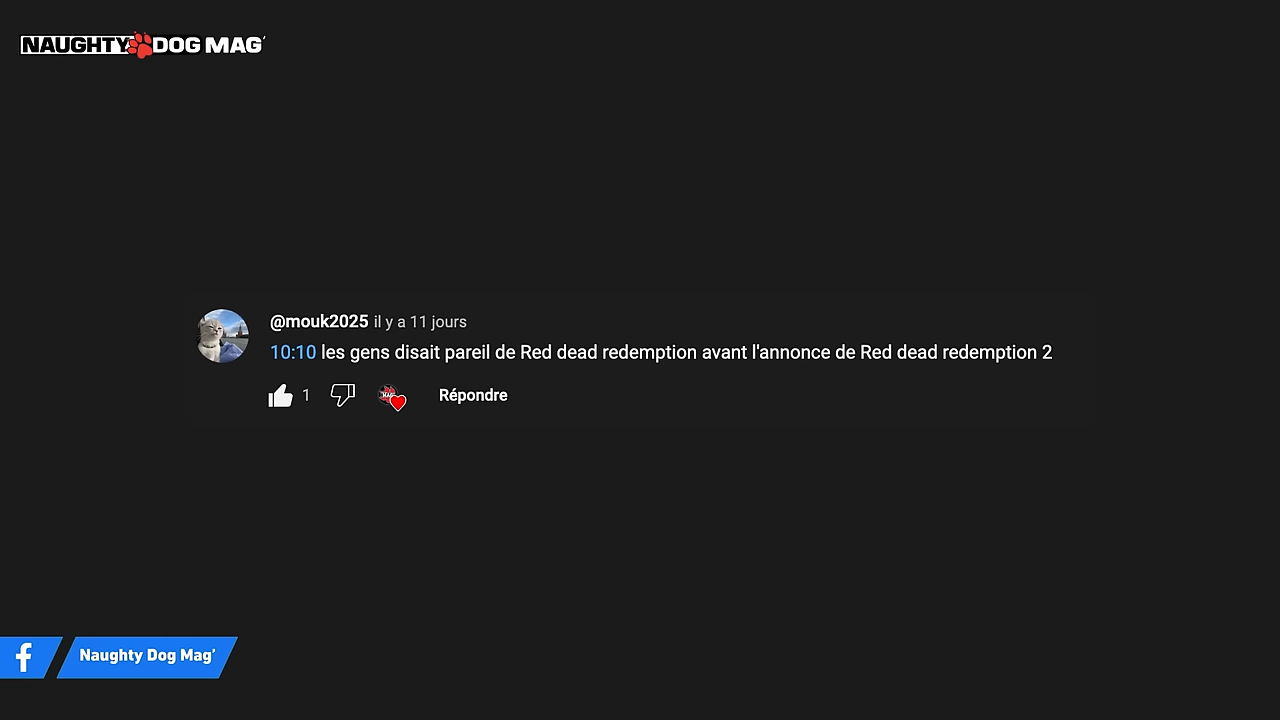 NAUGHTY DOG MAG'
@mouk2025 il y a 11 jours
10:10 les gens disait pareil de Red dead redemption avant l'annonce de Red dead redemption 2
1 Répondre
Naughty Dog Mag'